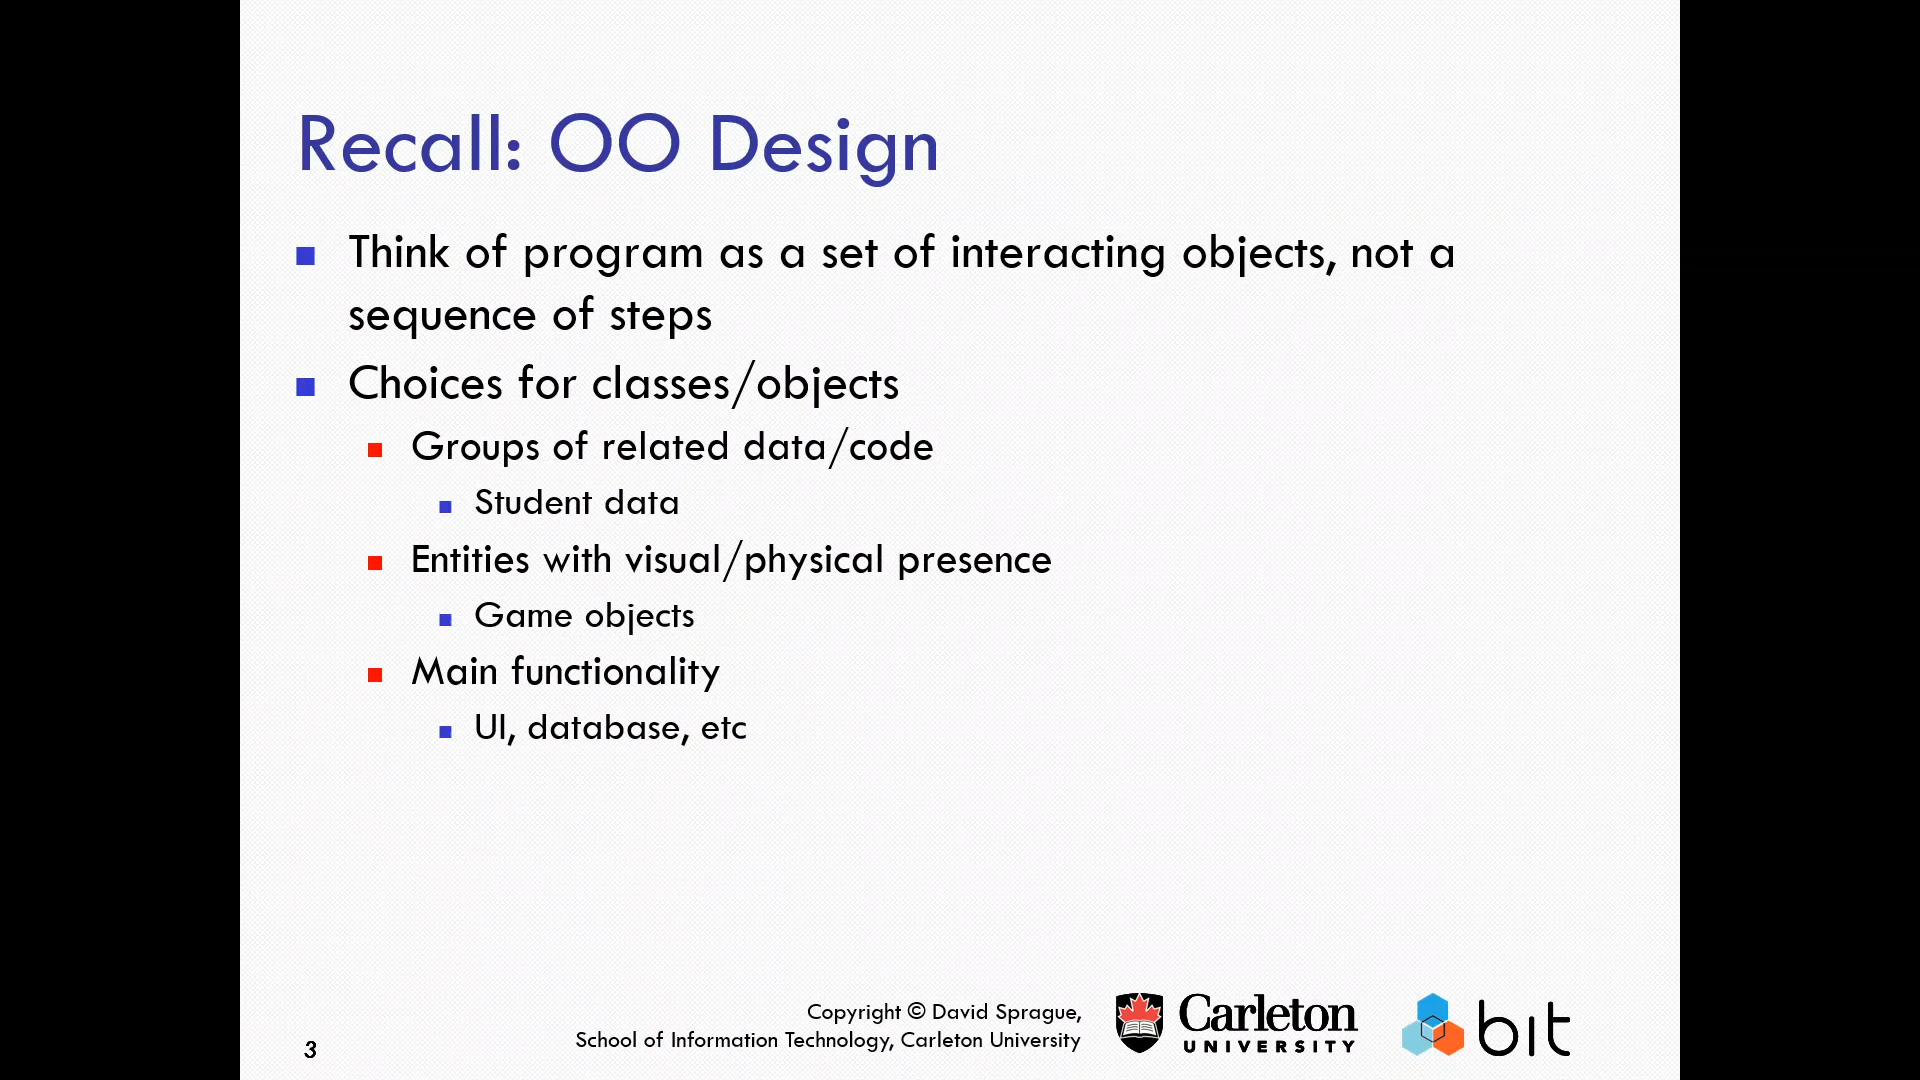 Recall: OO Design
Think of program as a set of interacting objects, not a
sequence of steps
Choices for classes/objects
Groups of related data/code
Student data
Entities with visual/physical presence
Game objects
Main functionality
UI, database, etc
3
Copyright © David Sprague,
School of Information Technology, Carleton University
Carleton
UNIVERSITY
bit